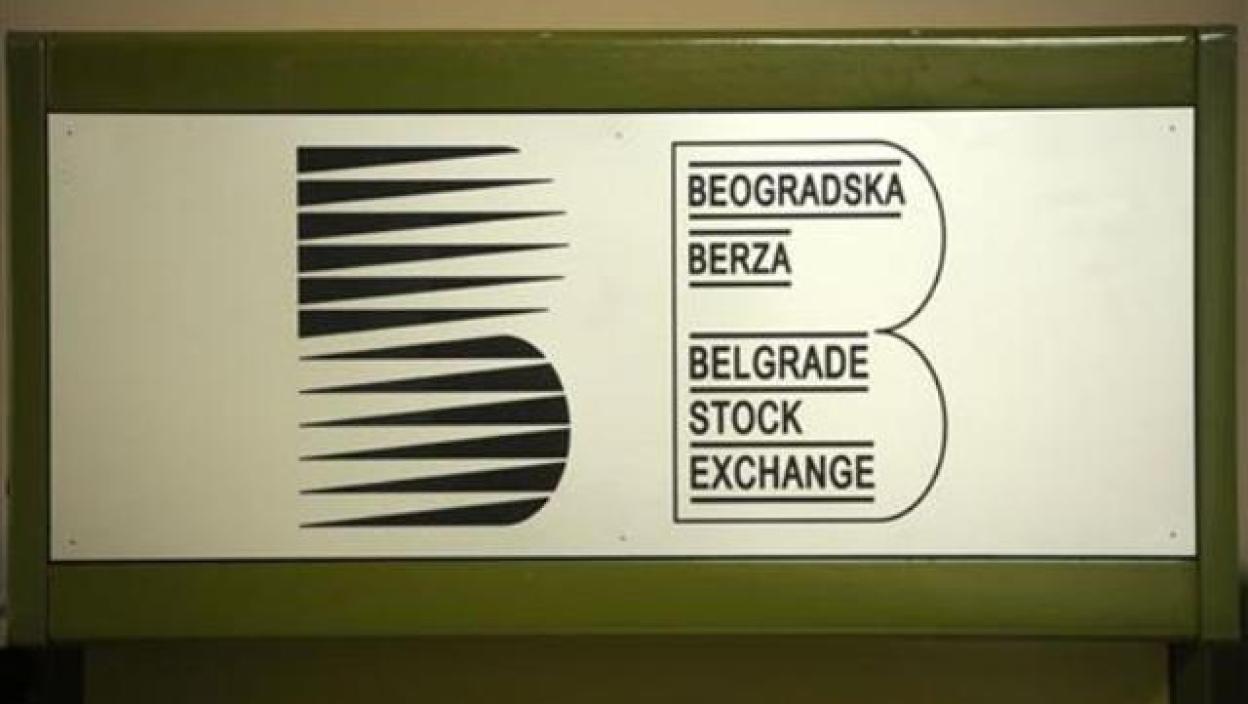 BEOGRADSKA
BERZA
BELGRADE
STOCK
EXCHANGE